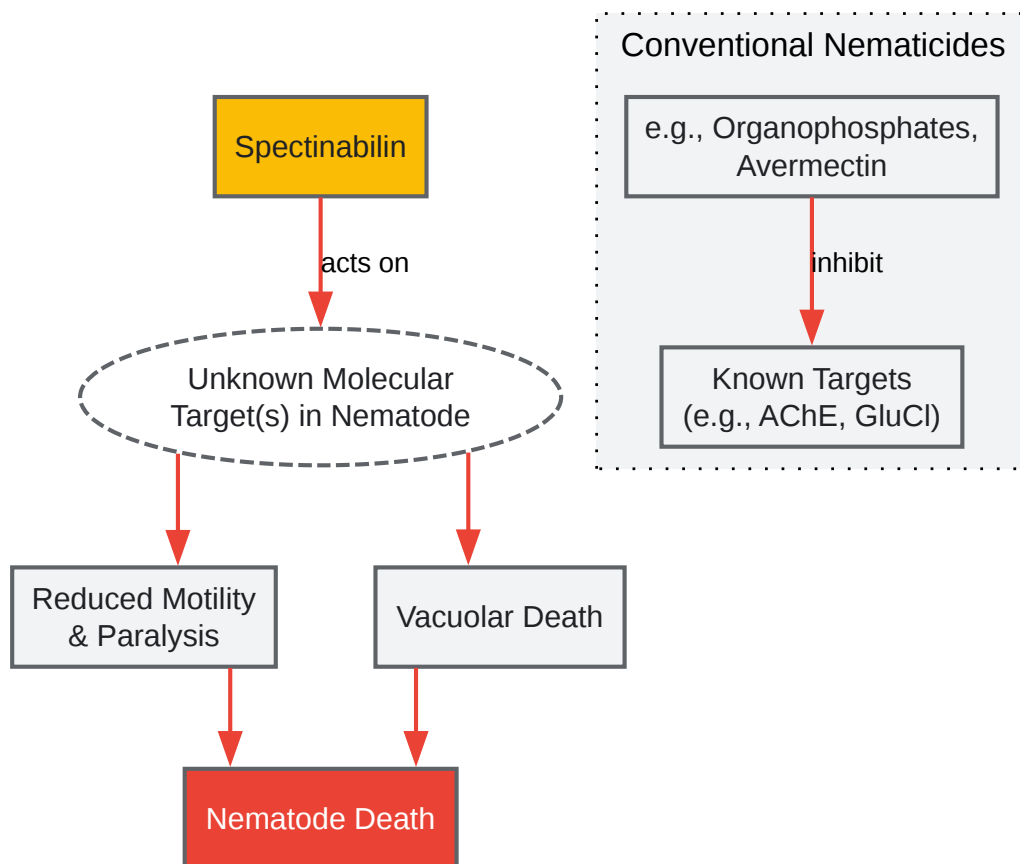 Spectinabilin
acts on
Unknown Molecular
Target(s) in Nematode
Reduced Motility
& Paralysis
Vacuolar Death
Nematode Death
Conventional Nematicides
e.g., Organophosphates,
Avermectin
inhibit
Known Targets
(e.g., AChE, GluCl)